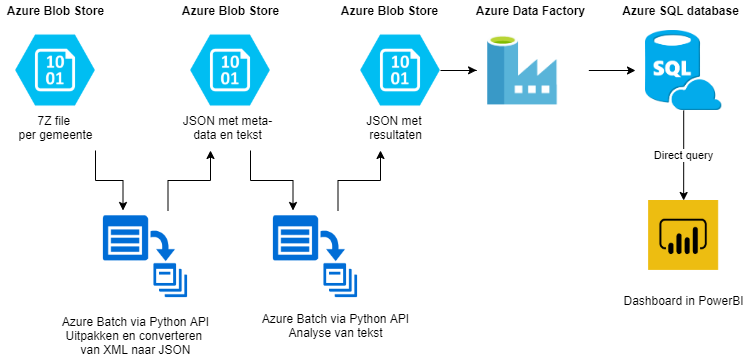 Azure Blob Store
Azure Blob Store
Azure Blob Store
Azure Data Factory
Azure SQL database
10
01
10
01
10
01
SQL
7Z file
per gemeente
JSON met meta-
data en tekst
JSON met
resultaten
Direct query
Azure Batch via Python API
Uitpakken en converteren
van XML naar JSON
Azure Batch via Python API
Analyse van tekst
Dashboard in PowerBI